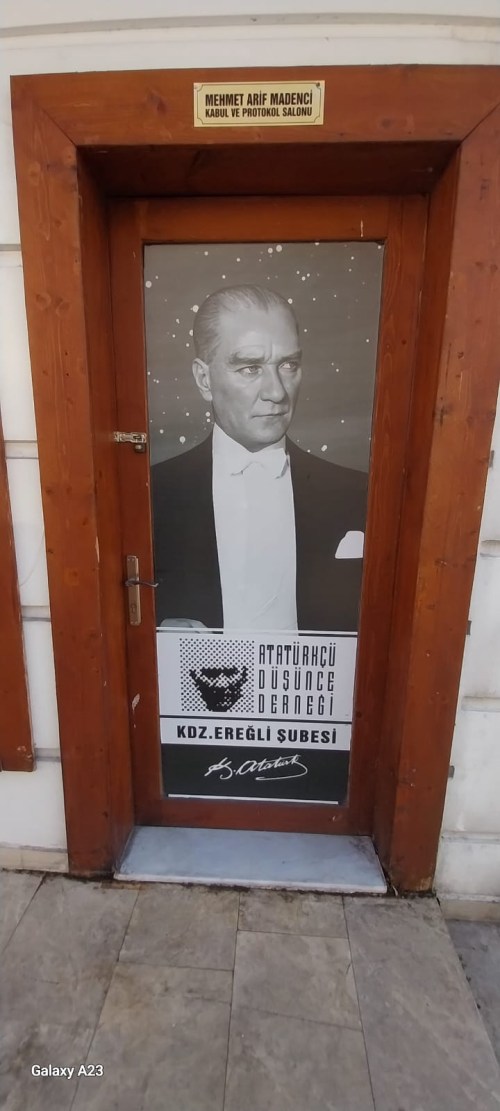 MEHMET ARİF MADENCİ
KABUL VE PROTOKOL SALONU
ATATÜRKÇÜ
DÜŞÜNCE
DERNEĞİ
KDZ.EREĞLİ ŞUBESİ
K. Atatürk
Galaxy A23